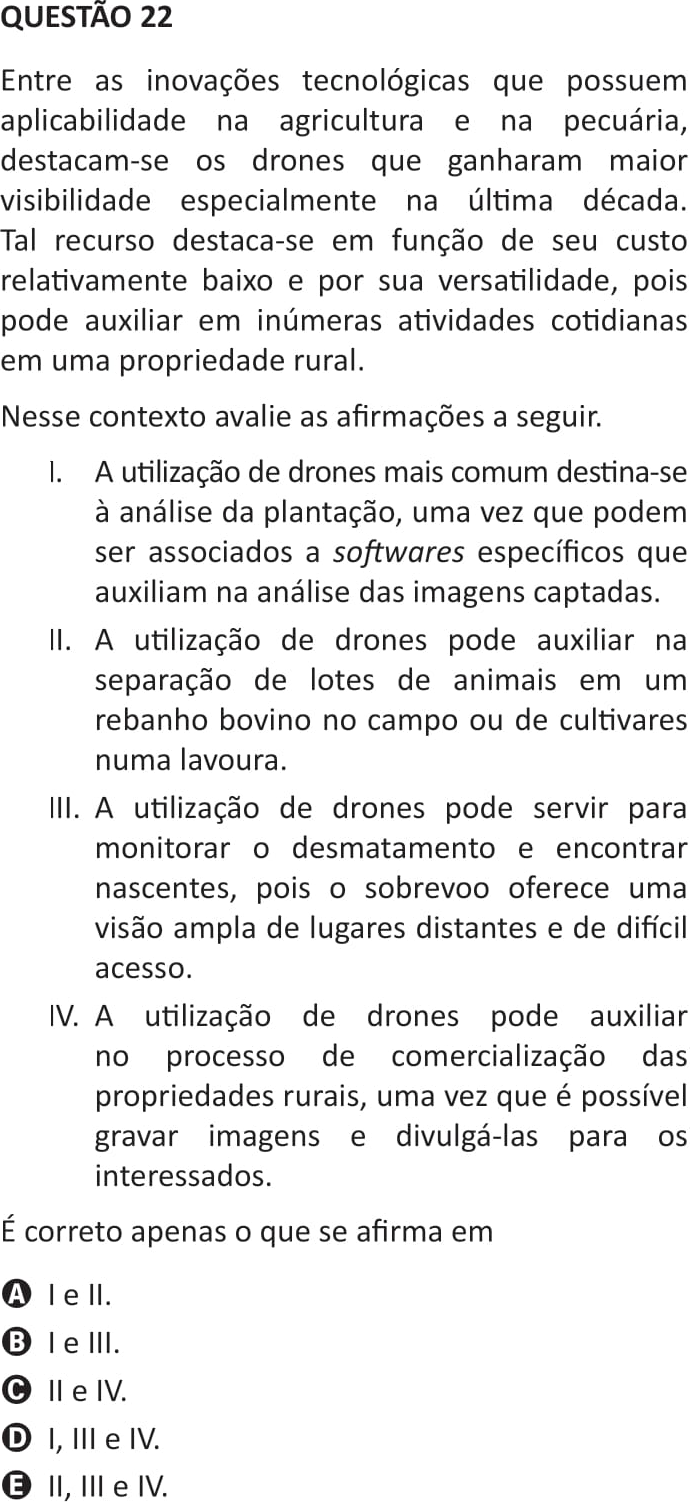 QUESTÃO 22
Entre as inovações tecnológicas que possuem
aplicabilidade na agricultura e na pecuária,
destacam-se os drones que ganharam maior
visibilidade especialmente na última década.
Tal recurso destaca-se em função de seu custo
relativamente baixo e por sua versatilidade, pois
pode auxiliar em inúmeras atividades cotidianas
em uma propriedade rural.
Nesse contexto avalie as afirmações a seguir.
I. A utilização de drones mais comum destina-se
à análise da plantação, uma vez que podem
ser associados a softwares específicos que
auxiliam na análise das imagens captadas.
II. A utilização de drones pode auxiliar na
separação de lotes de animais em um
rebanho bovino no campo ou de cultivares
numa lavoura.
III. A utilização de drones pode servir para
monitorar o desmatamento e encontrar
nascentes, pois o sobrevoo oferece uma
visão ampla de lugares distantes e de difícil
acesso.
IV. A utilização de drones pode auxiliar
no processo de comercialização das
propriedades rurais, uma vez que é possível
gravar imagens e divulgá-las para os
interessados.
É correto apenas o que se afirma em
A I e II.
B I e III.
C II e IV.
D I, III e IV.
E II, III e IV.